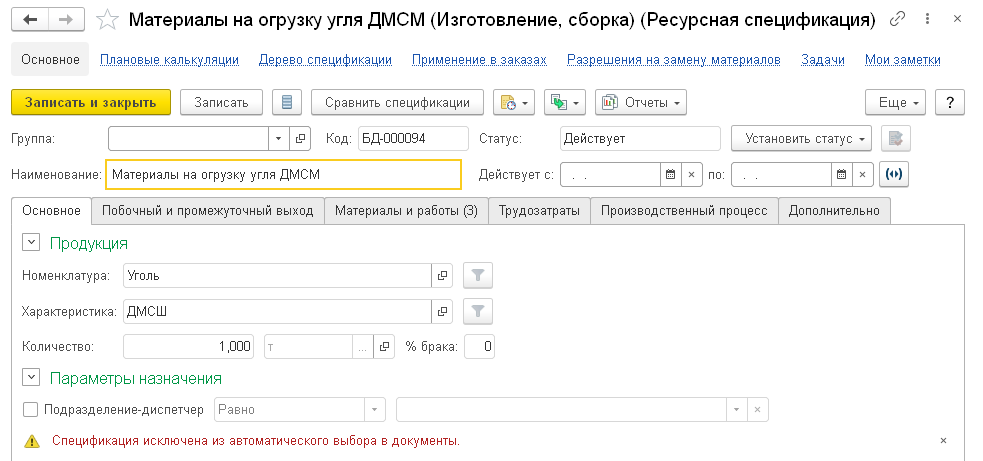 Материалы на огрузку угля ДМСМ (Изготовление, сборка) (Ресурсная спецификация)
Основное Плановые калькуляции Дерево спецификации Применение в заказах Разрешения на замену материалов Задачи Мои заметки
Записать и закрыть Записать Сравнить спецификации Отчеты Еще ?
Группа: Код: БД-000094 Статус: Действует Установить статус
Наименование: Материалы на огрузку угля ДМСМ Действует с: . . по: . .
Основное Побочный и промежуточный выход Материалы и работы (3) Трудозатраты Производственный процесс Дополнительно
Продукция
Номенклатура: Уголь
Характеристика: ДМСШ
Количество: 1,000 т ... % брака: 0
Параметры назначения
Подразделение-диспетчер Равно
Спецификация исключена из автоматического выбора в документы.